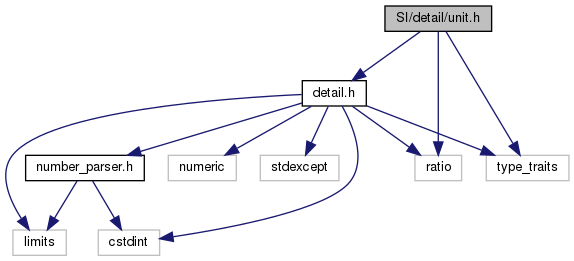 SI/detail/unit.h
detail.h
number_parser.h
numeric
stdexcept
ratio
type_traits
limits
cstdint